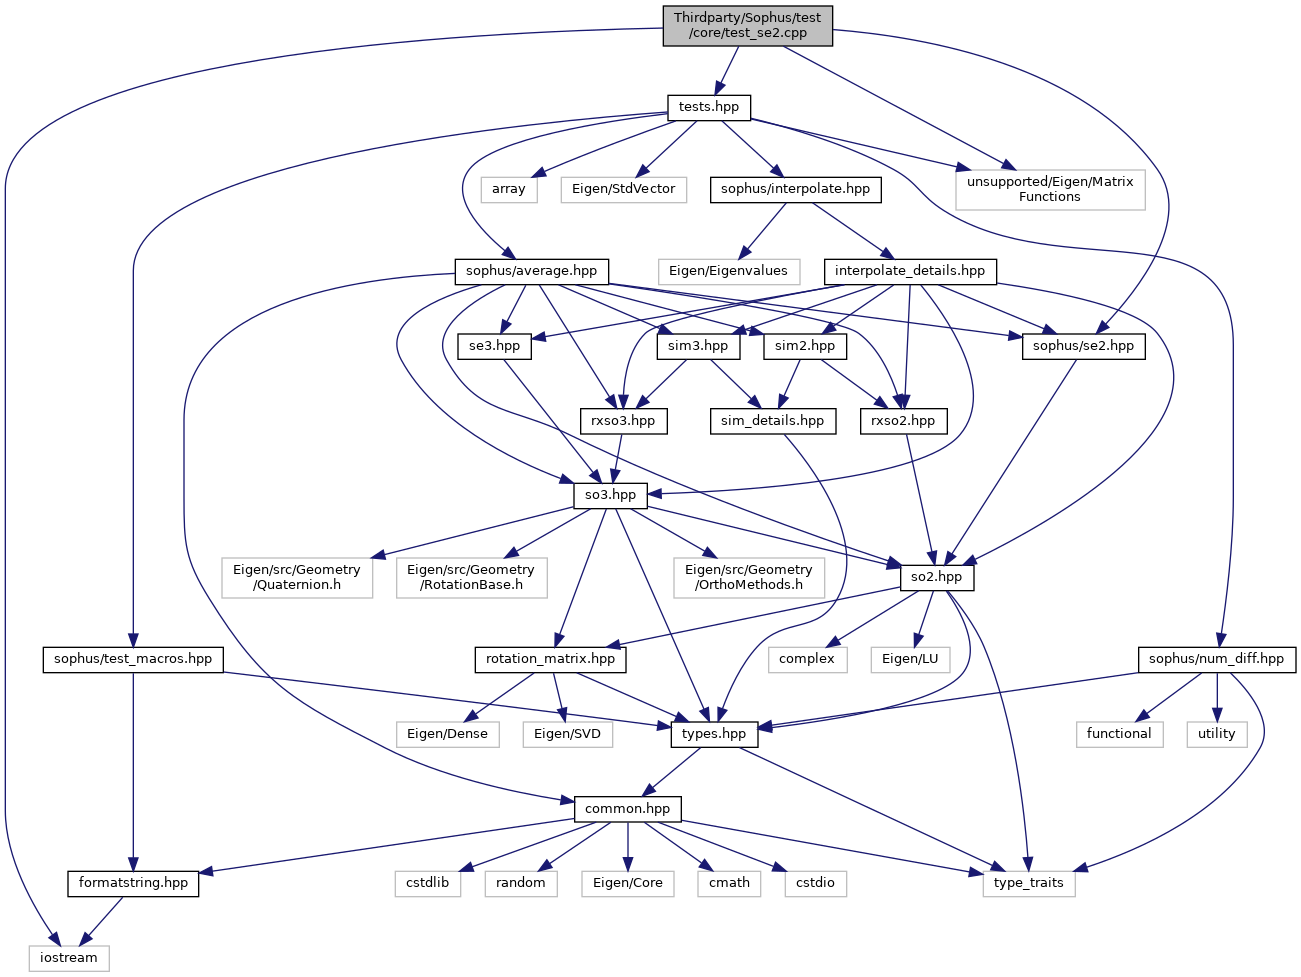 Thirdparty/Sophus/test
/core/test_se2.cpp
tests.hpp
array
Eigen/StdVector
sophus/interpolate.hpp
unsupported/Eigen/Matrix
Functions
sophus/average.hpp
Eigen/Eigenvalues
interpolate_details.hpp
se3.hpp
sim3.hpp
sim2.hpp
sophus/se2.hpp
rxso3.hpp
sim_details.hpp
rxso2.hpp
so3.hpp
Eigen/src/Geometry
/Quaternion.h
Eigen/src/Geometry
/RotationBase.h
Eigen/src/Geometry
/OrthoMethods.h
so2.hpp
sophus/test_macros.hpp
rotation_matrix.hpp
complex
Eigen/LU
sophus/num_diff.hpp
Eigen/Dense
Eigen/SVD
types.hpp
functional
utility
common.hpp
formatstring.hpp
cstdlib
random
Eigen/Core
cmath
cstdio
type_traits
iostream